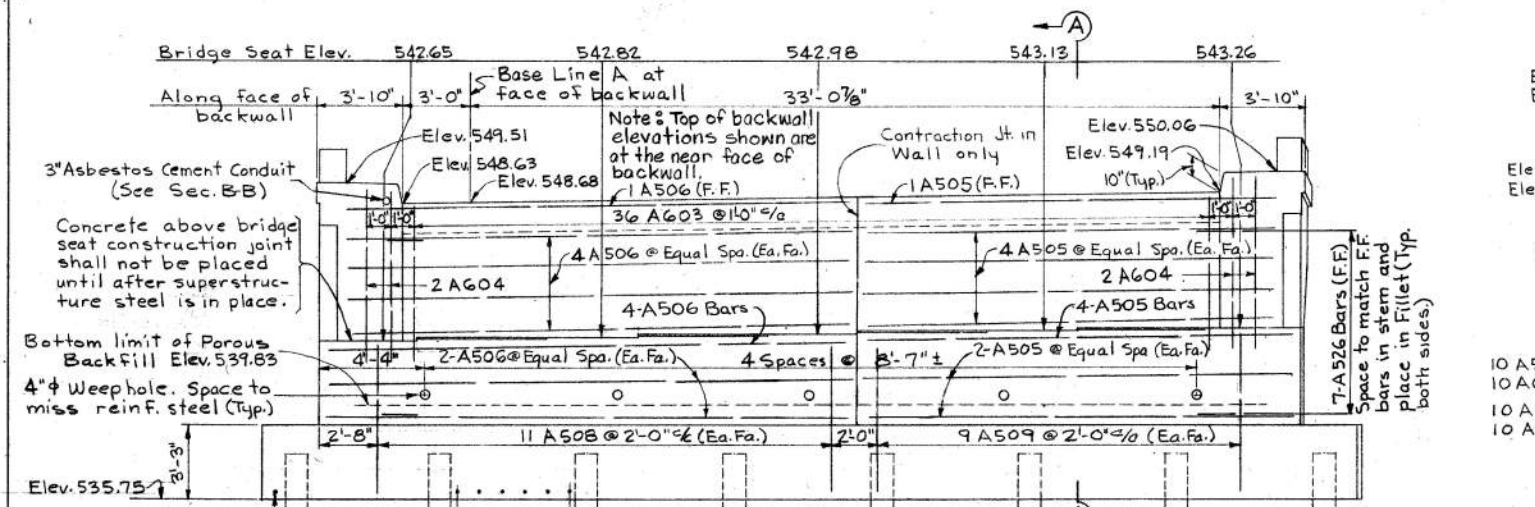 A
Bridge Seat Elev. 542.65 542.82 542.98 543.13 543.26
Base Line A at
face of backwall
Along face of
backwall
3'-10" 3'-0" 33'-0⅞" 3'-10"
Note: Top of backwall
elevations shown are
at the near face of
backwall.
Elev. 549.51
Elev. 548.63
Elev. 548.68
Contraction Jt. in
Wall only
Elev. 550.06
Elev. 549.19
10" (Typ.)
3" Asbestos Cement Conduit
(See Sec. B-B)
1 A506 (F.F.)
1 A505 (F.F.)
1'-0" 1'-0"
36 A603 @ 1'-0" c/c
1'-0" 1'-0"
Concrete above bridge
seat construction joint
shall not be placed
until after superstruc-
ture steel is in place.
4 A506 @ Equal Spa. (Ea. Fa.)
4 A505 @ Equal Spa. (Ea. Fa.)
2 A604
2 A604
4-A506 Bars
4-A505 Bars
7-A526 Bars (F.F.)
Space to match F.F.
bars in stem and
place in Fillet (Typ.
both sides)
Bottom limit of Porous
Backfill Elev. 539.83
4'-4"
2-A506 @ Equal Spa. (Ea. Fa.)
4 Spaces @ 8'-7" ±
2-A505 @ Equal Spa (Ea. Fa.)
4" ϕ Weephole. Space to
miss reinf. steel (Typ.)
2'-8"
11 A508 @ 2'-0" c/c (Ea. Fa.)
2'-0"
9 A509 @ 2'-0" c/c (Ea. Fa.)
3'-3"
Elev. 535.75
Ele
Ele
10 A
10 A